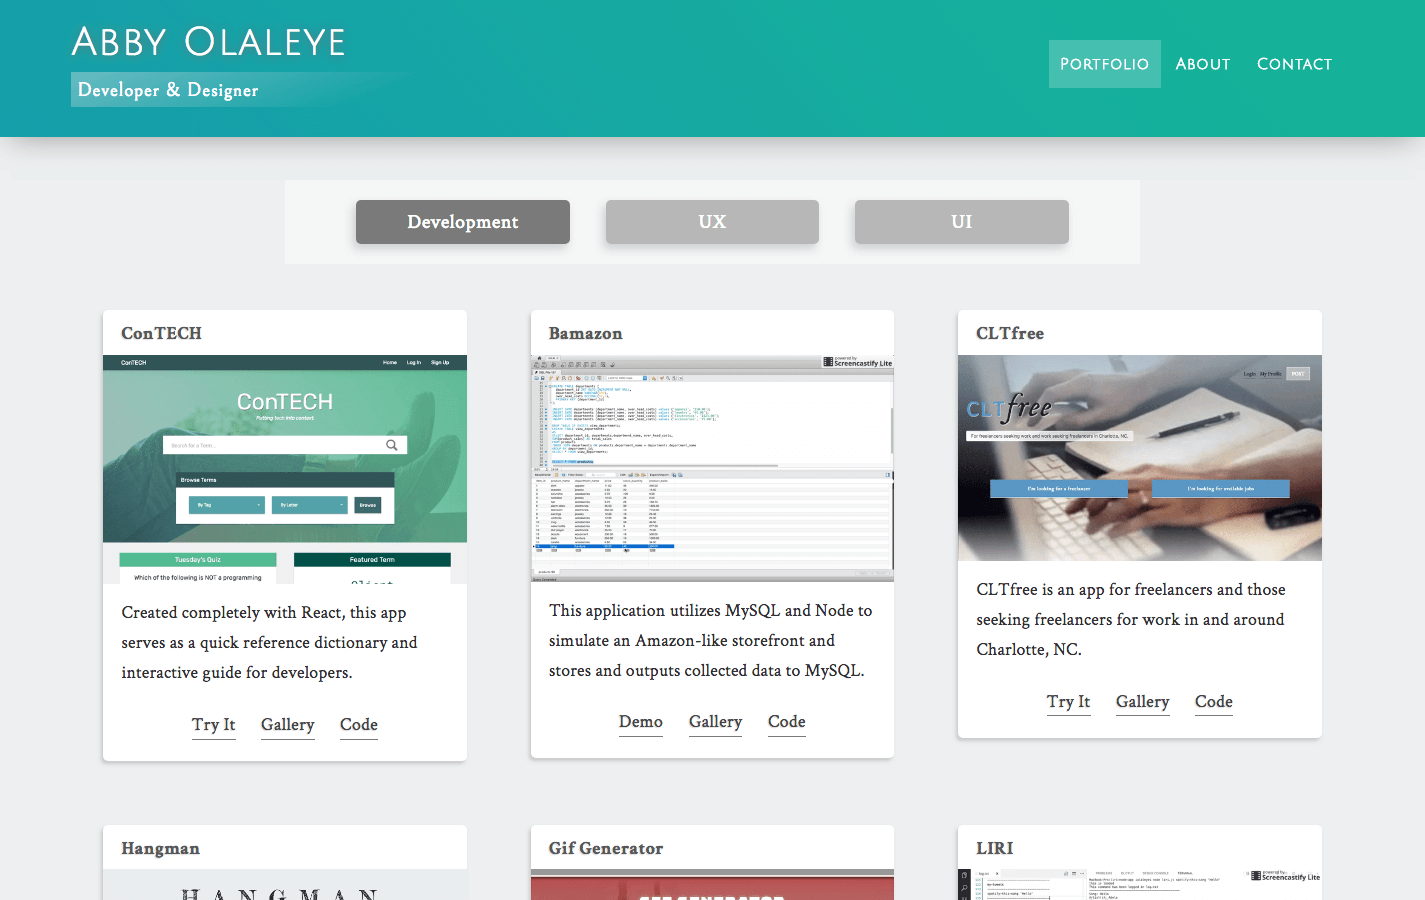 Abby Olaleye
Developer & Designer
Portfolio About Contact
Development UX UI
ConTECH
ConTECH Home Log In Sign Up
ConTECH
Putting tech into context
Search for a Term...
Browse Terms
By Tag By Letter Browse
Tuesday's Quiz Featured Term
Which of the following is NOT a programming
Created completely with React, this app
serves as a quick reference dictionary and
interactive guide for developers.
Try It Gallery Code
Bamazon
powered by
Screencastify Lite
This application utilizes MySQL and Node to
simulate an Amazon-like storefront and
stores and outputs collected data to MySQL.
Demo Gallery Code
CLTfree
Login My Profile POST
CLTfree
For freelancers seeking work and work seeking freelancers in Charlotte, NC.
I'm looking for a freelancer I'm looking for available jobs
CLTfree is an app for freelancers and those
seeking freelancers for work in and around
Charlotte, NC.
Try It Gallery Code
Hangman
HANGMAN
Gif Generator
GIF GENERATOR
LIRI
powered by
Screencastify Lite